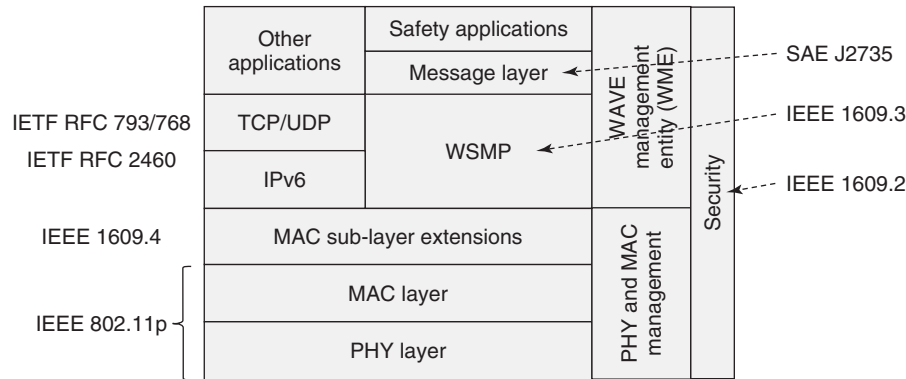 Other
applications
Safety applications
Message layer
SAE J2735
IETF RFC 793/768
TCP/UDP
WSMP
WAVE
management
entity (WME)
IEEE 1609.3
IETF RFC 2460
IPv6
Security
IEEE 1609.2
IEEE 1609.4
MAC sub-layer extensions
PHY and MAC
management
MAC layer
IEEE 802.11p
PHY layer